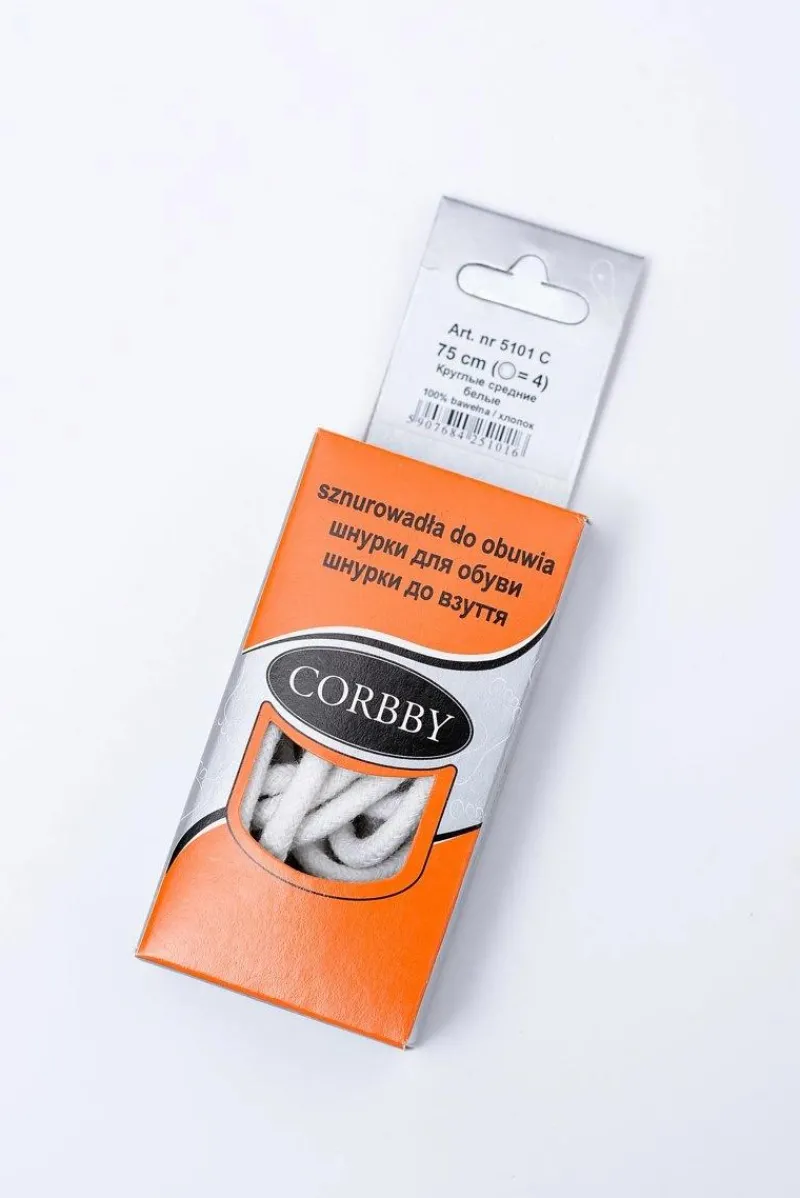 Art. nr 5101 C
75 cm (◯= 4)
Круглые средние
белые
100% bawełna / хлопок
5907684251016
sznurowadła do obuwia
шнурки для обуви
шнурки до взуття
CORBBY